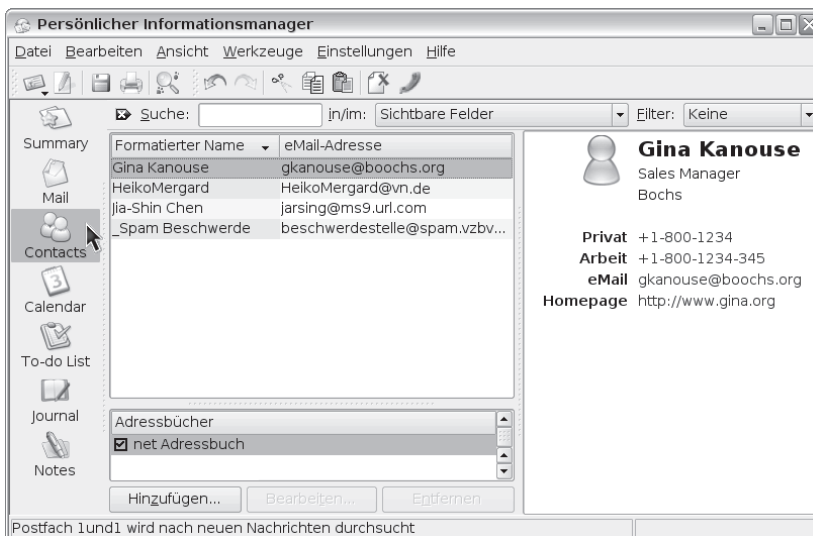 Persönlicher Informationsmanager
Datei Bearbeiten Ansicht Werkzeuge Einstellungen Hilfe
Suche: in/im: Sichtbare Felder Filter: Keine
Summary
Mail
Contacts
Calendar
To-do List
Journal
Notes
Formatierter Name eMail-Adresse
Gina Kanouse gkanouse@boochs.org
HeikoMergard HeikoMergard@vn.de
Jia-Shin Chen jarsing@ms9.url.com
_Spam Beschwerde beschwerdestelle@spam.vzbv...
Adressbücher
net Adressbuch
Hinzufügen... Bearbeiten... Entfernen
Gina Kanouse
Sales Manager
Bochs
Privat +1-800-1234
Arbeit +1-800-1234-345
eMail gkanouse@boochs.org
Homepage http://www.gina.org
Postfach 1und1 wird nach neuen Nachrichten durchsucht